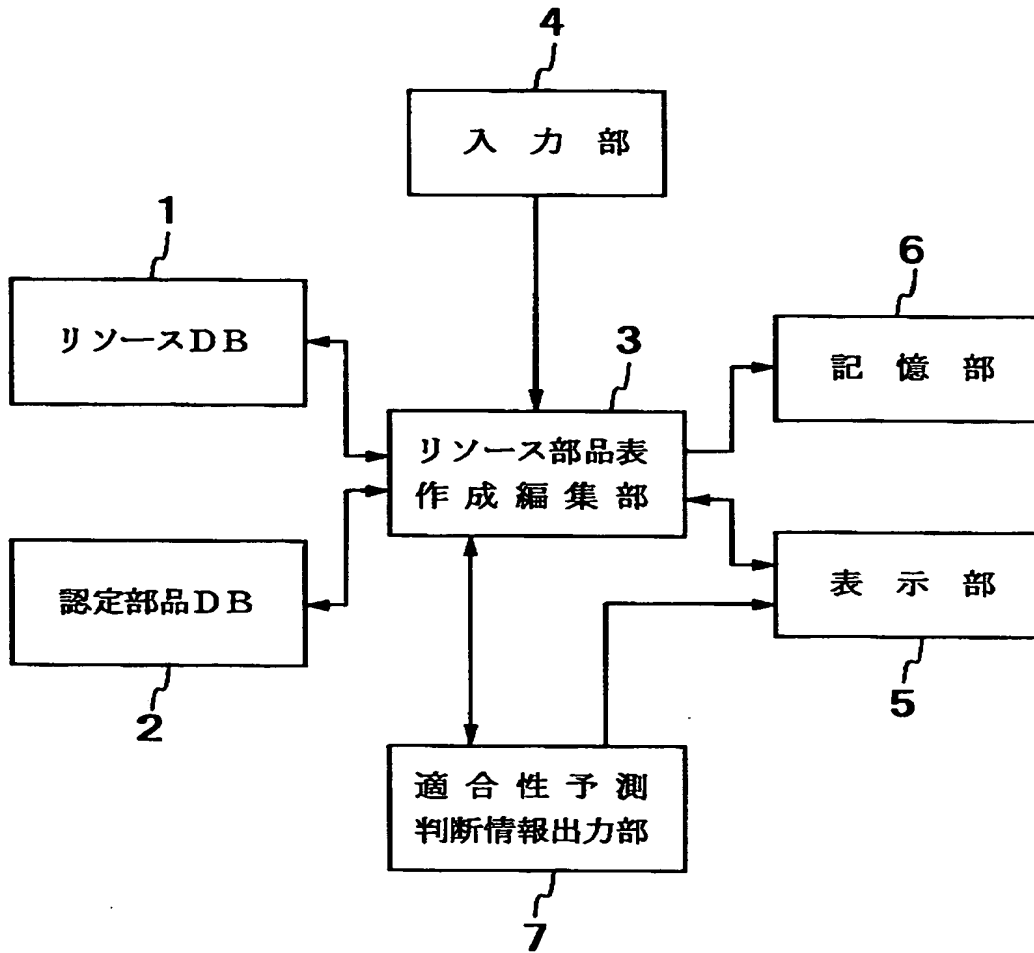 4
入力部
1
リソースDB
6
記憶部
3
リソース部品表
作成編集部
認定部品DB
2
表示部
5
適合性予測
判断情報出力部
7